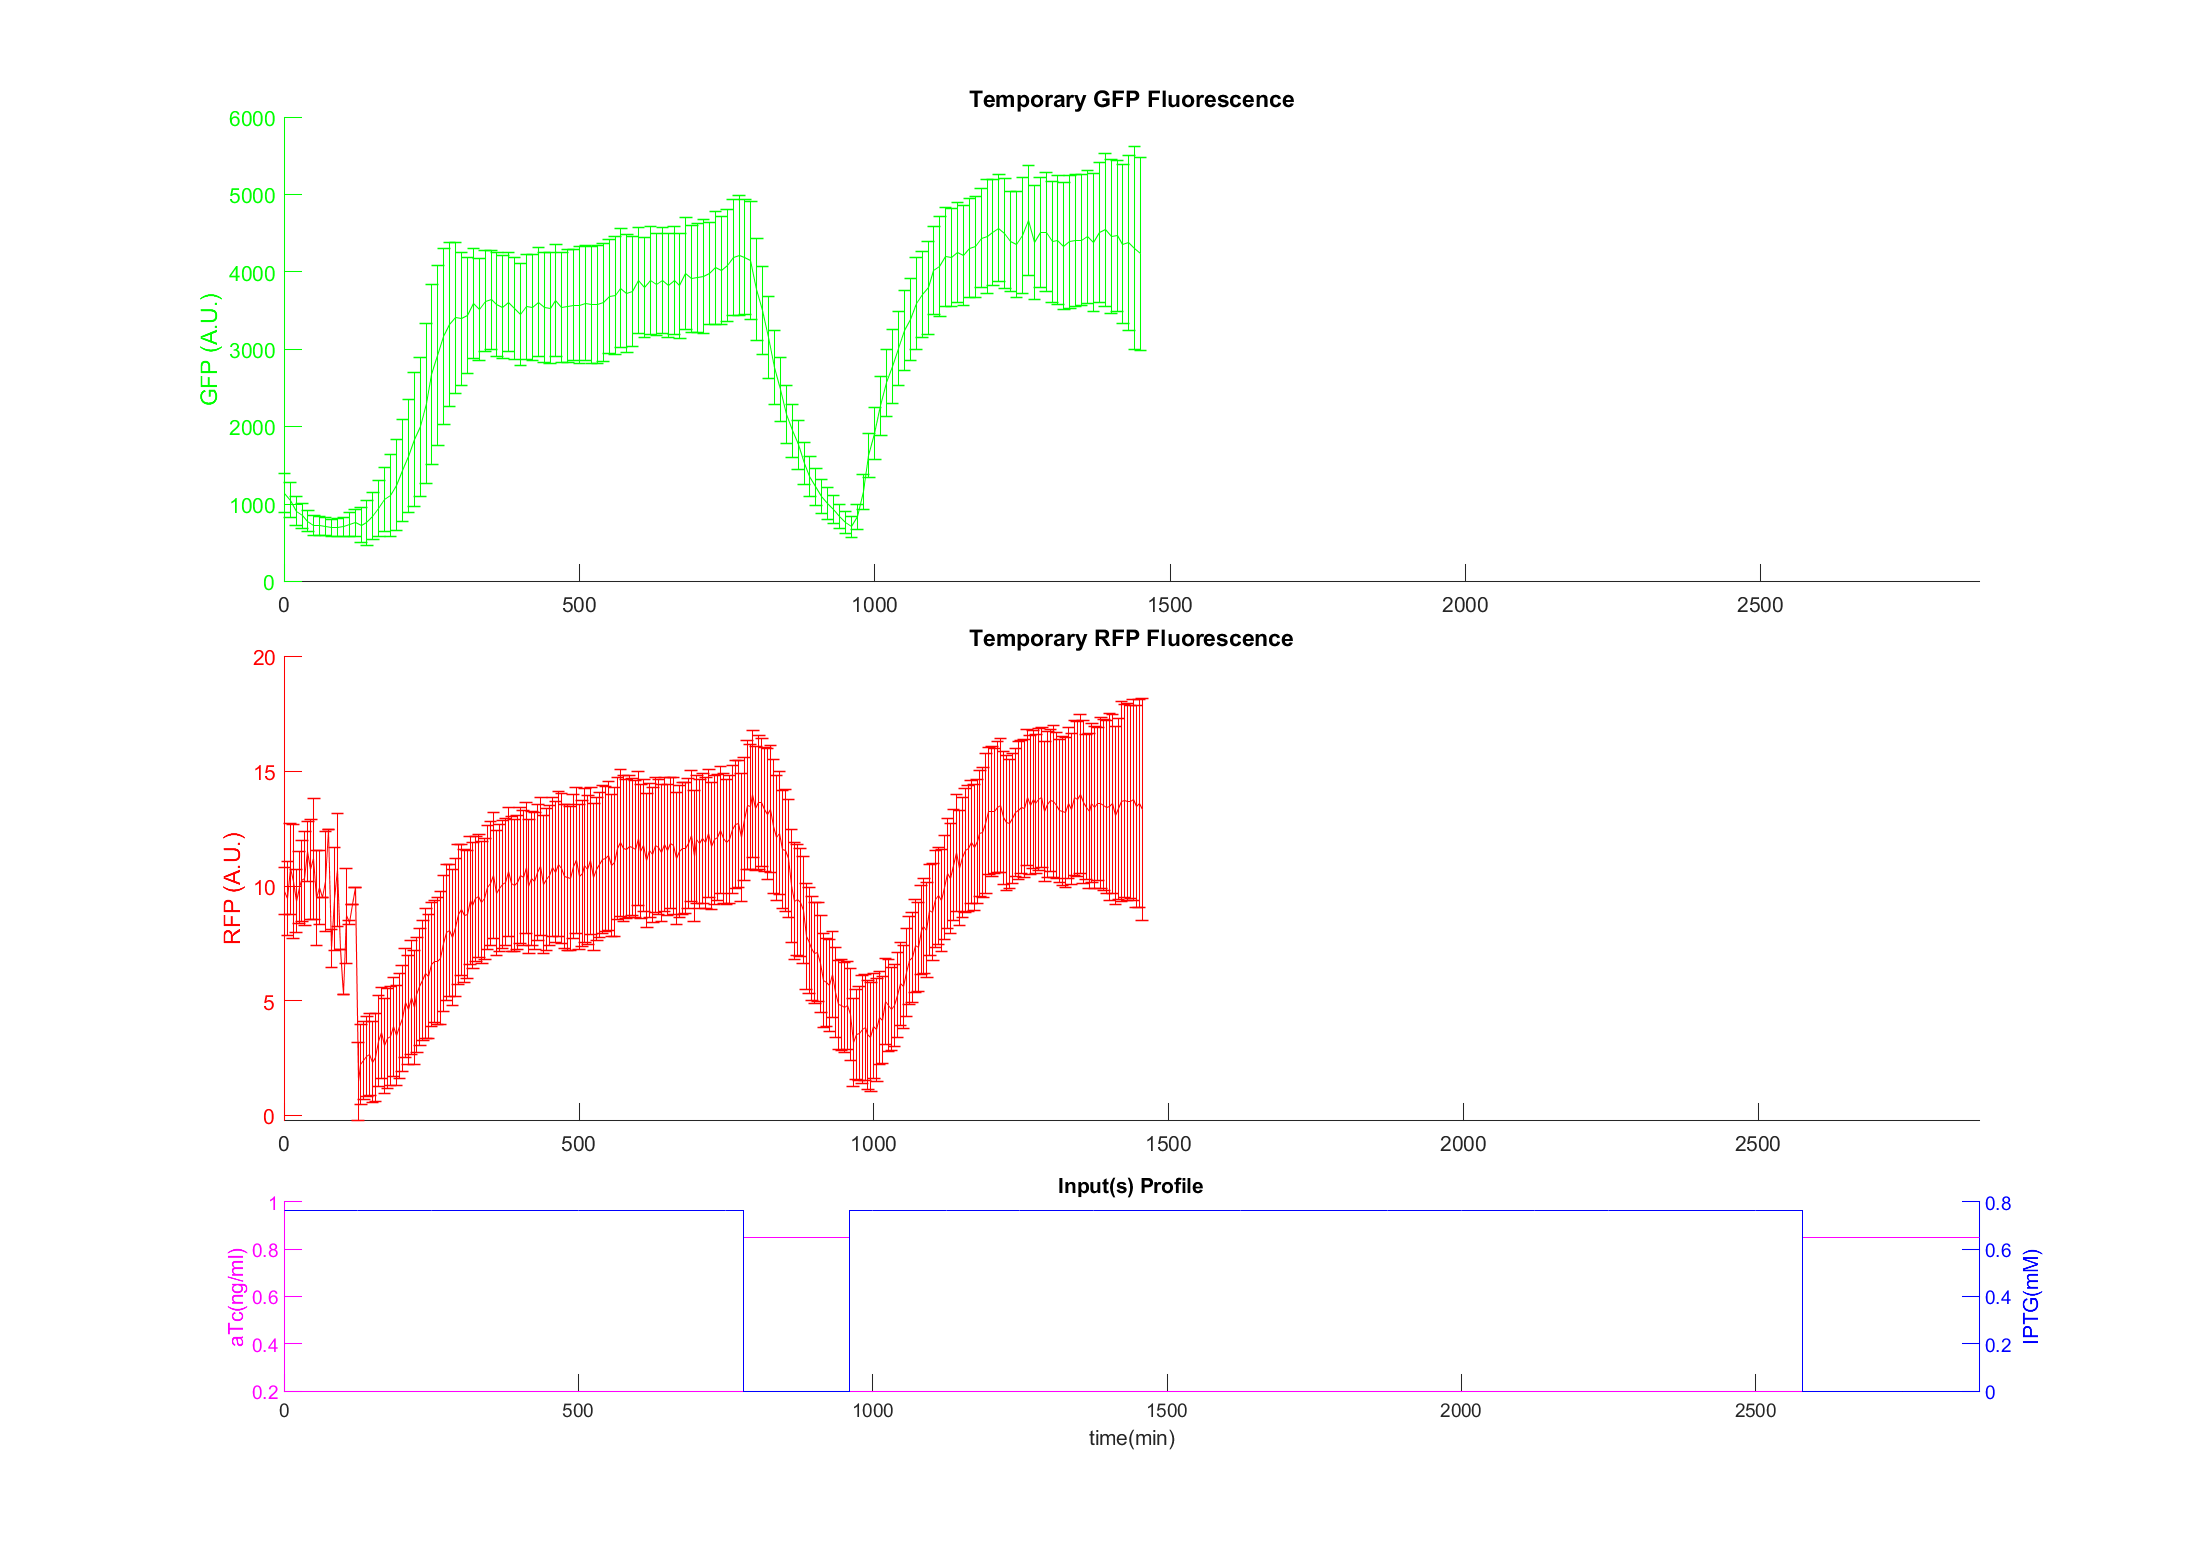 Temporary GFP Fluorescence
6000
5000
4000
3000
2000
1000
0
GFP (A.U.)
0 500 1000 1500 2000 2500
Temporary RFP Fluorescence
20
15
10
5
0
RFP (A.U.)
0 500 1000 1500 2000 2500
Input(s) Profile
1
0.8
0.6
0.4
0.2
aTc(ng/ml)
0.8
0.6
0.4
0.2
0
IPTG(mM)
0 500 1000 1500 2000 2500
time(min)